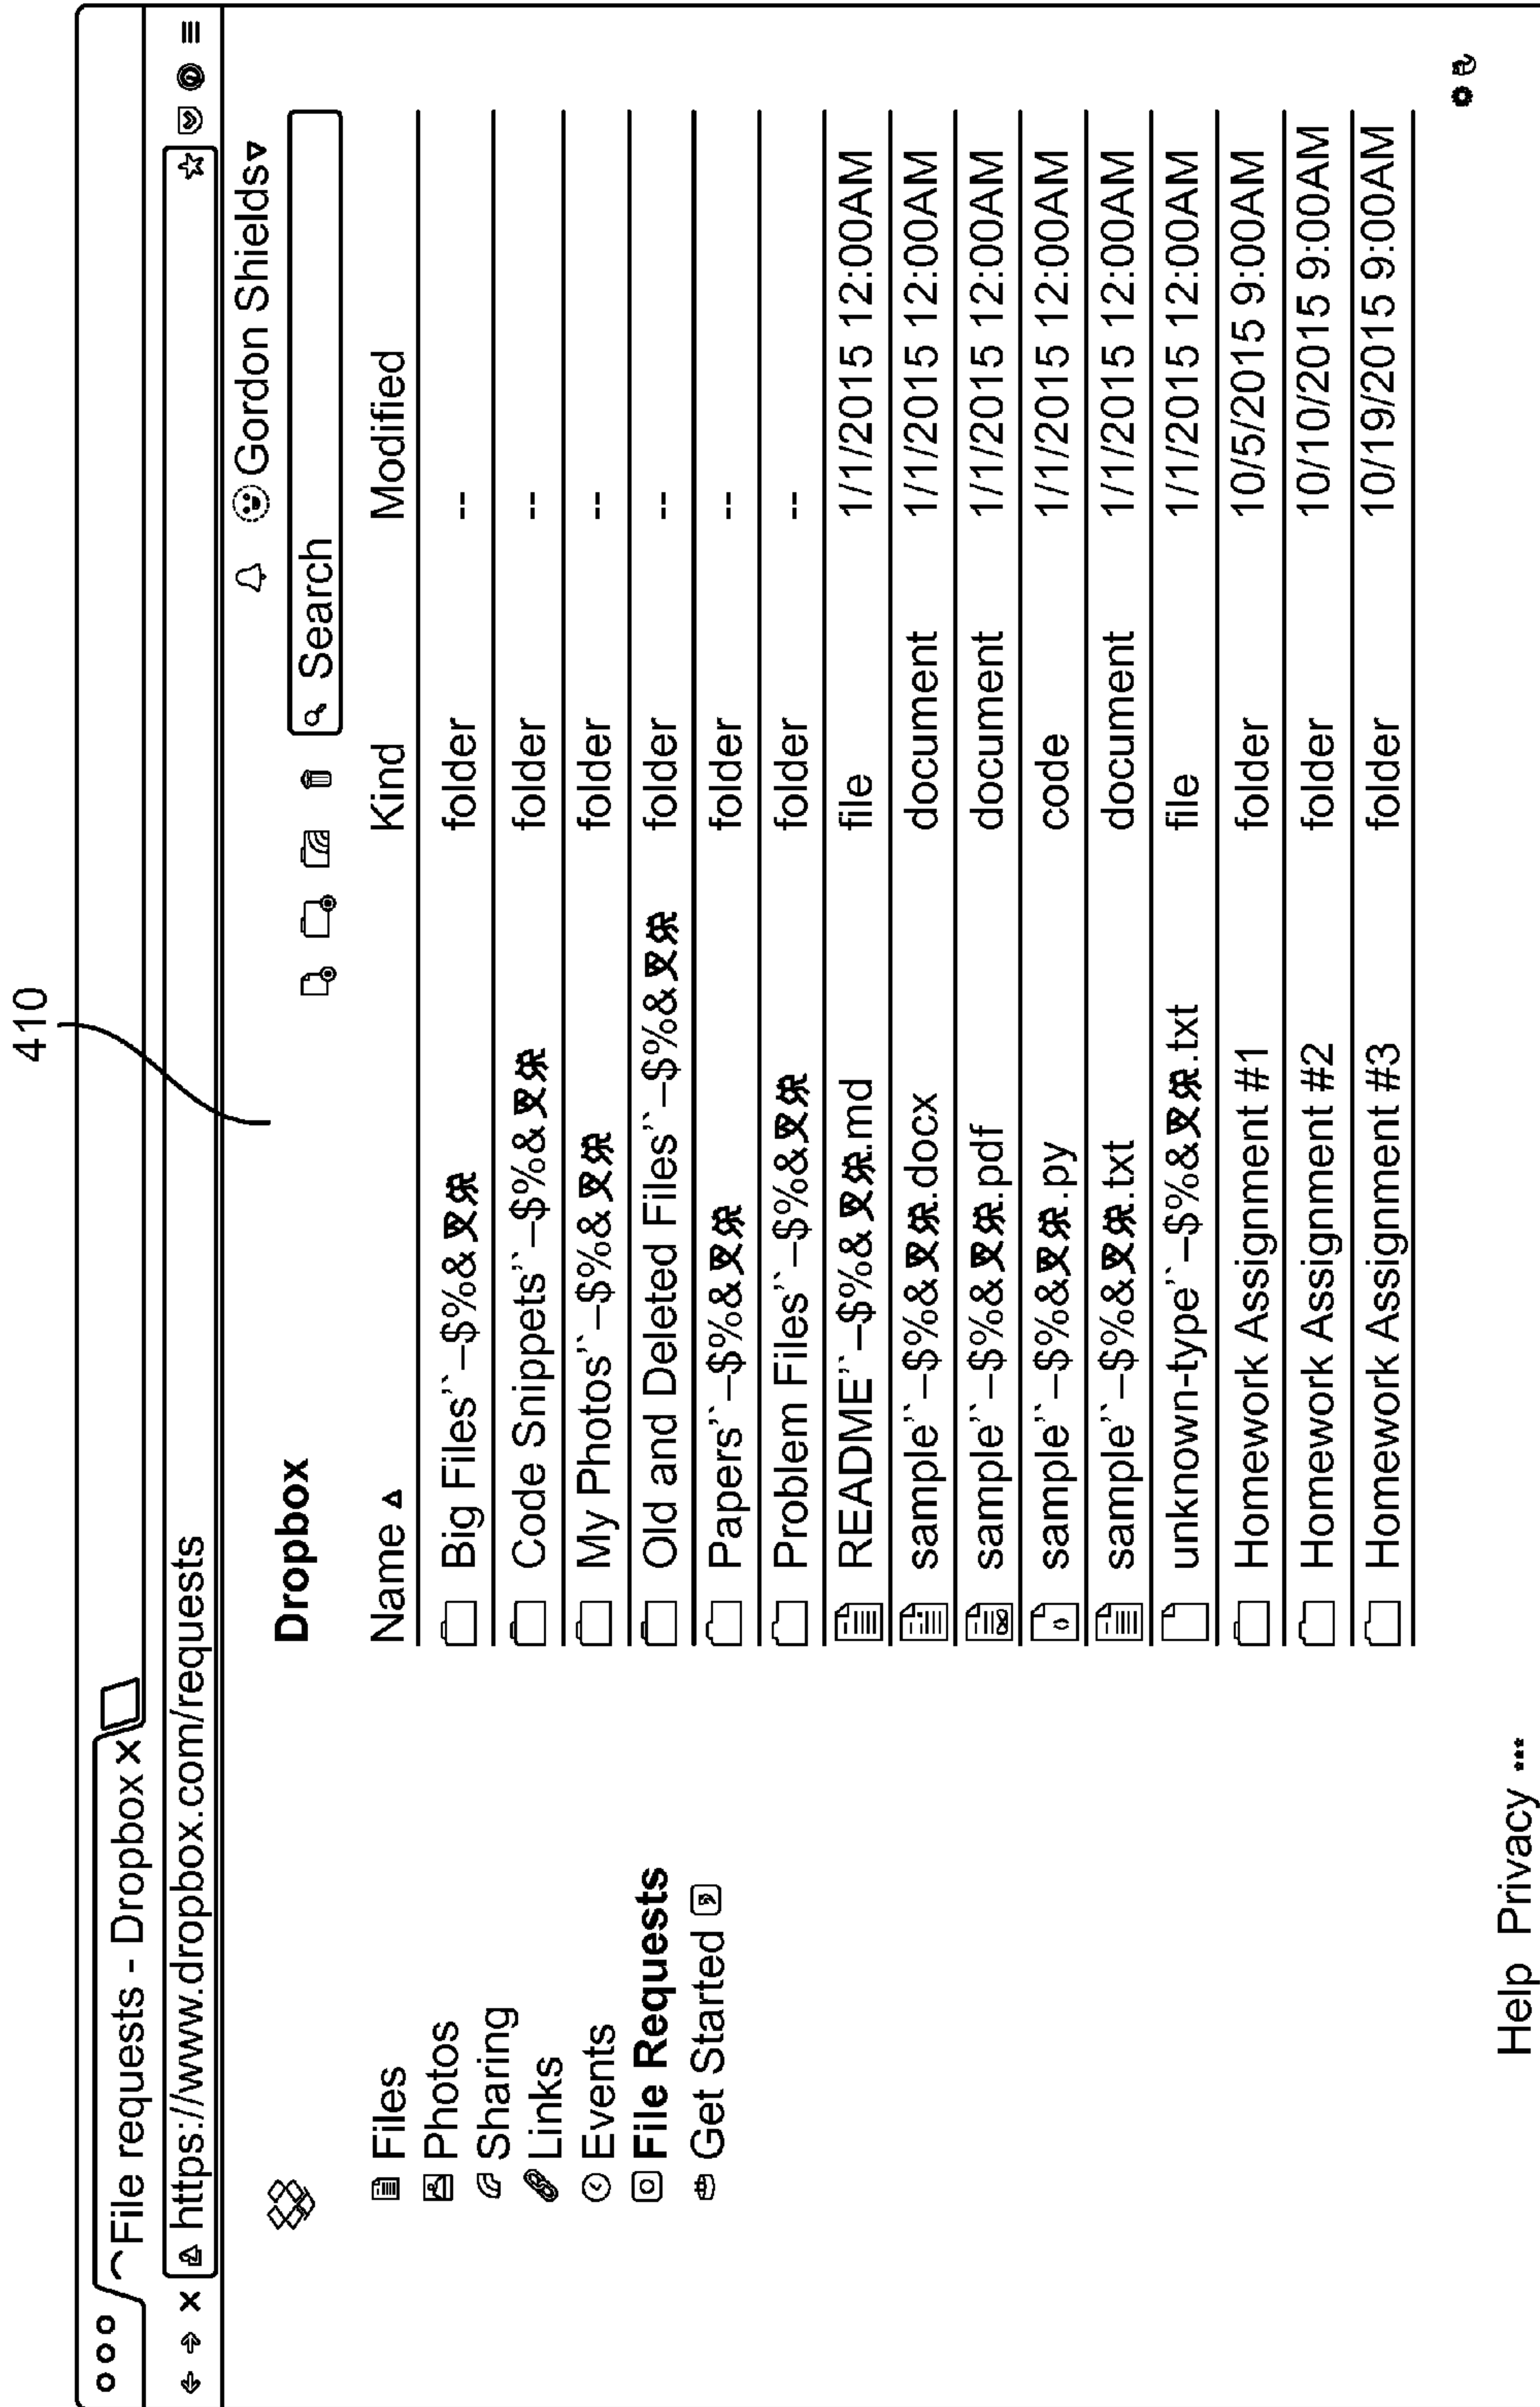 410
File requests - Dropbox x
https://www.dropbox.com/requests
Gordon Shields
Dropbox
Search
Files
Photos
Sharing
Links
Events
File Requests
Get Started
Name Kind Modified
Big Files’`–$%& folder --
Code Snippets’`–$%& folder --
My Photos’`–$%& folder --
Old and Deleted Files’`–$%& folder --
Papers’`–$%& folder --
Problem Files’`–$%& folder --
README’`–$%&.md file 1/1/2015 12:00AM
sample’`–$%&.docx document 1/1/2015 12:00AM
sample’`–$%&.pdf document 1/1/2015 12:00AM
sample’`–$%&.py code 1/1/2015 12:00AM
sample’`–$%&.txt document 1/1/2015 12:00AM
unknown-type’`–$%&.txt file 1/1/2015 12:00AM
Homework Assignment #1 folder 10/5/2015 9:00AM
Homework Assignment #2 folder 10/10/2015 9:00AM
Homework Assignment #3 folder 10/19/2015 9:00AM
Help Privacy ...